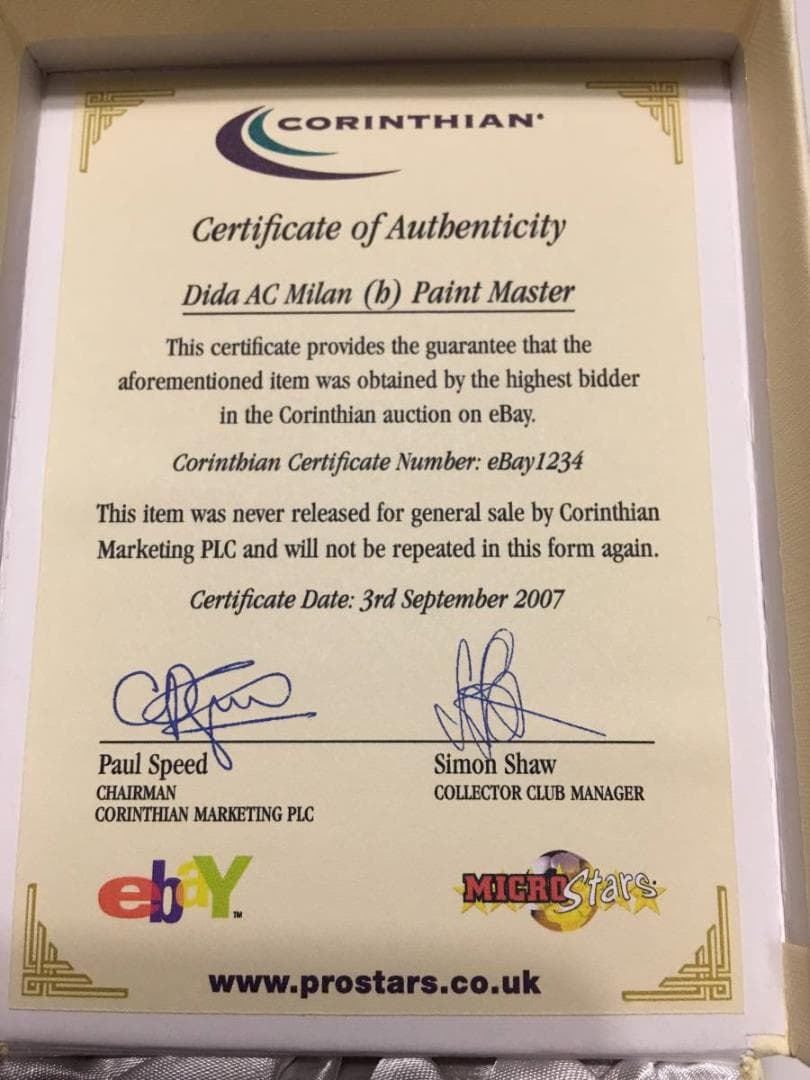 CORINTHIAN
Certificate of Authenticity
Dida AC Milan (h) Paint Master
This certificate provides the guarantee that the
aforementioned item was obtained by the highest bidder
in the Corinthian auction on eBay.
Corinthian Certificate Number: eBay1234
This item was never released for general sale by Corinthian
Marketing PLC and will not be repeated in this form again.
Certificate Date: 3rd September 2007
Paul Speed
CHAIRMAN
CORINTHIAN MARKETING PLC
Simon Shaw
COLLECTOR CLUB MANAGER
ebaY™
MICROStars
www.prostars.co.uk